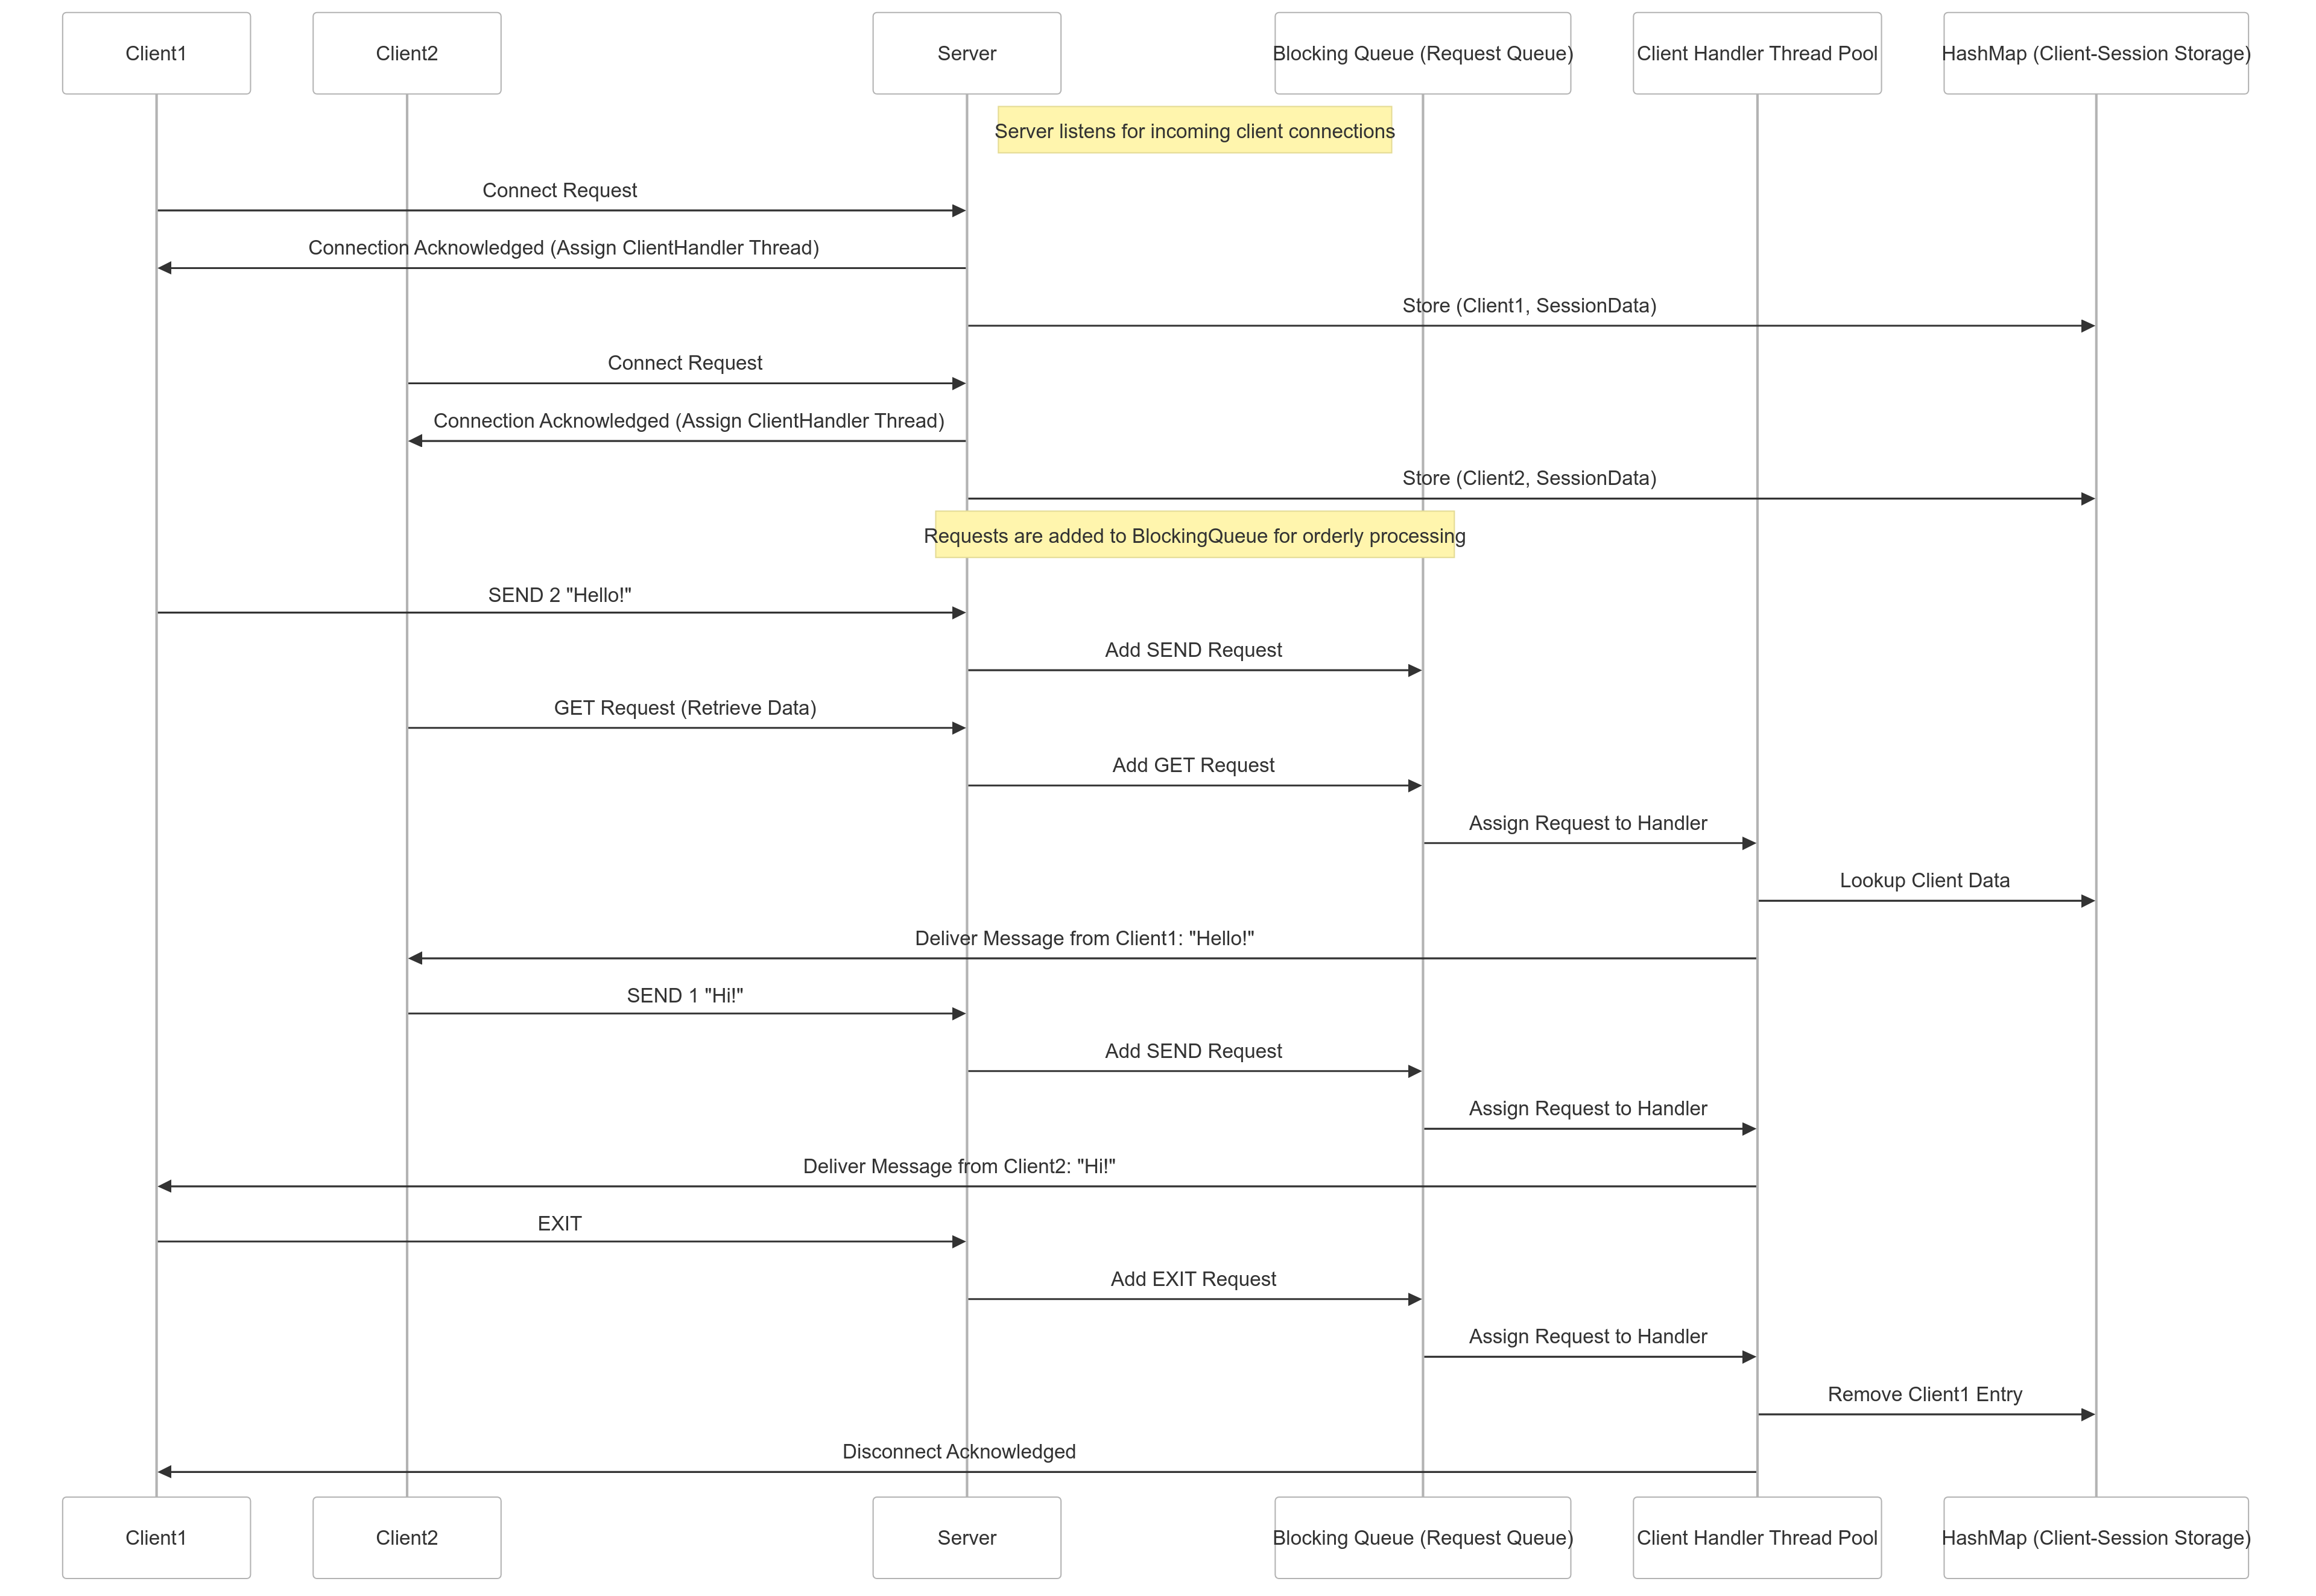 Client1
Client2
Server
Blocking Queue (Request Queue)
Client Handler Thread Pool
HashMap (Client-Session Storage)
Server listens for incoming client connections
Connect Request
Connection Acknowledged (Assign ClientHandler Thread)
Store (Client1, SessionData)
Connect Request
Connection Acknowledged (Assign ClientHandler Thread)
Store (Client2, SessionData)
Requests are added to BlockingQueue for orderly processing
SEND 2 "Hello!"
Add SEND Request
GET Request (Retrieve Data)
Add GET Request
Assign Request to Handler
Lookup Client Data
Deliver Message from Client1: "Hello!"
SEND 1 "Hi!"
Add SEND Request
Assign Request to Handler
Deliver Message from Client2: "Hi!"
EXIT
Add EXIT Request
Assign Request to Handler
Remove Client1 Entry
Disconnect Acknowledged
Client1
Client2
Server
Blocking Queue (Request Queue)
Client Handler Thread Pool
HashMap (Client-Session Storage)